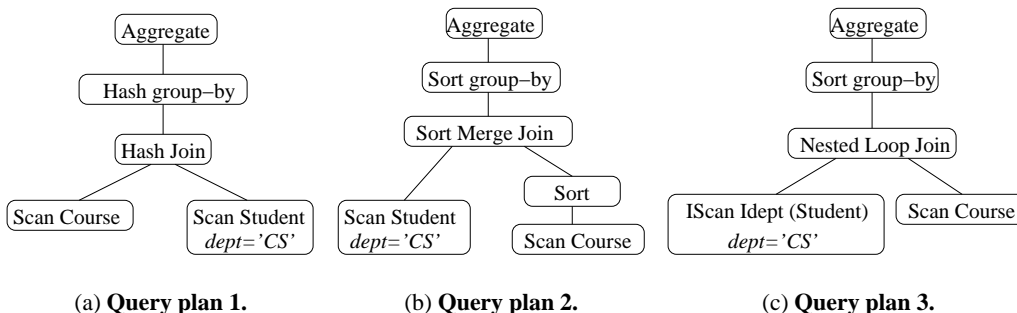 Aggregate
Hash group−by
Hash Join
Scan Course
Scan Student
dept='CS'
(a) Query plan 1.
Aggregate
Sort group−by
Sort Merge Join
Scan Student
dept='CS'
Sort
Scan Course
(b) Query plan 2.
Aggregate
Sort group−by
Nested Loop Join
IScan Idept (Student)
dept='CS'
Scan Course
(c) Query plan 3.